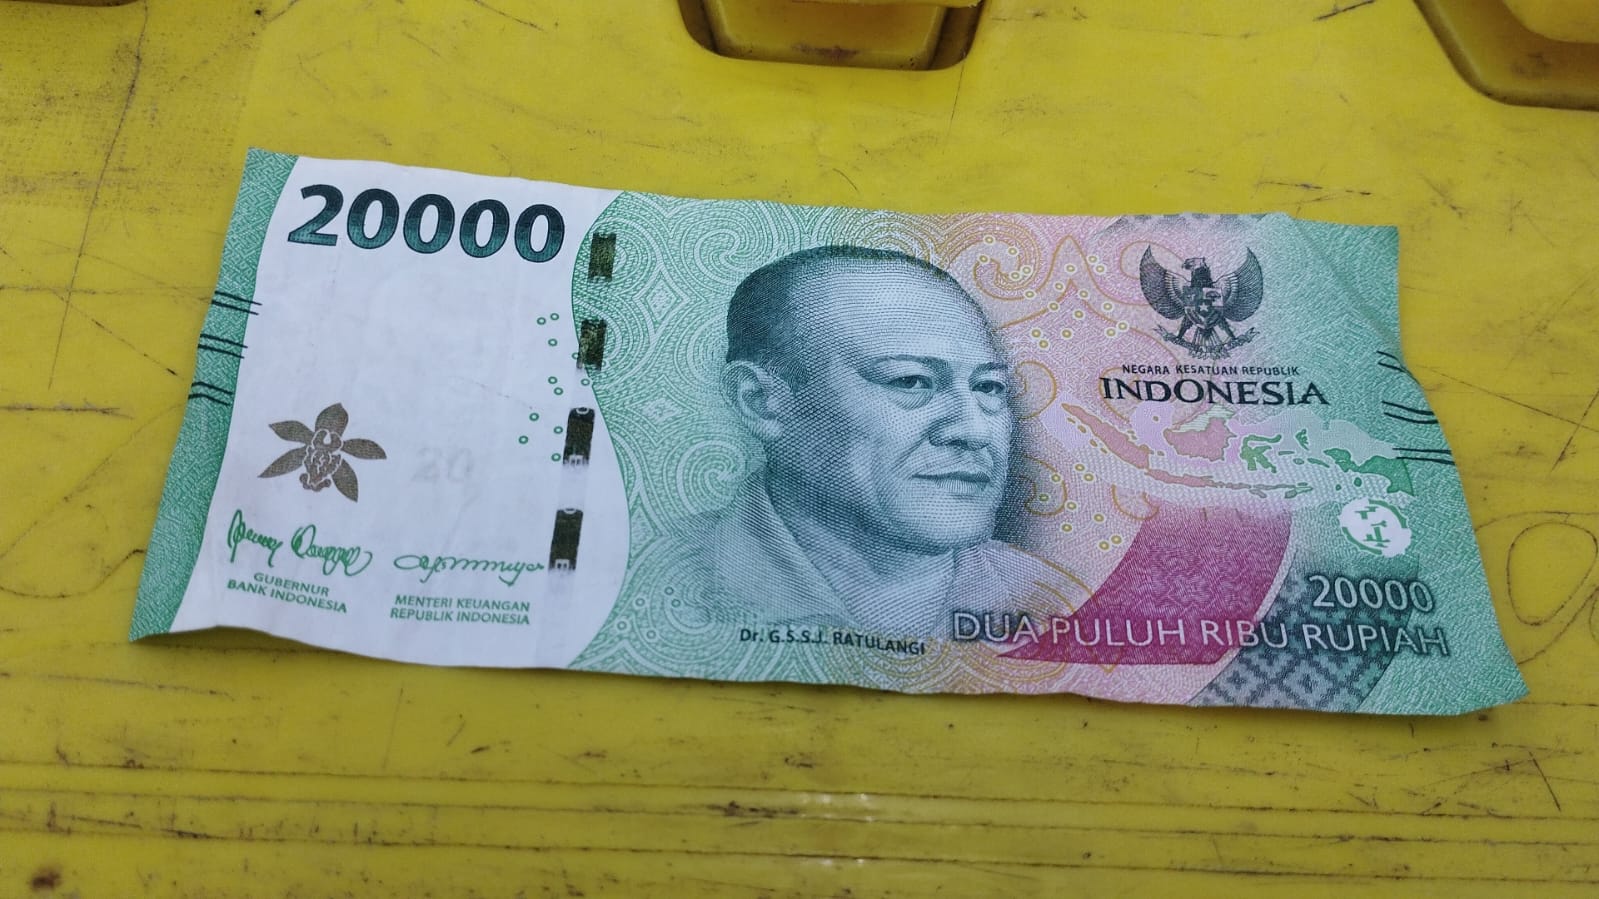 20000
20
GUBERNUR
BANK INDONESIA
MENTERI KEUANGAN
REPUBLIK INDONESIA
Dr. G.S.S.J. RATULANGI
NEGARA KESATUAN REPUBLIK
INDONESIA
20000
DUA PULUH RIBU RUPIAH